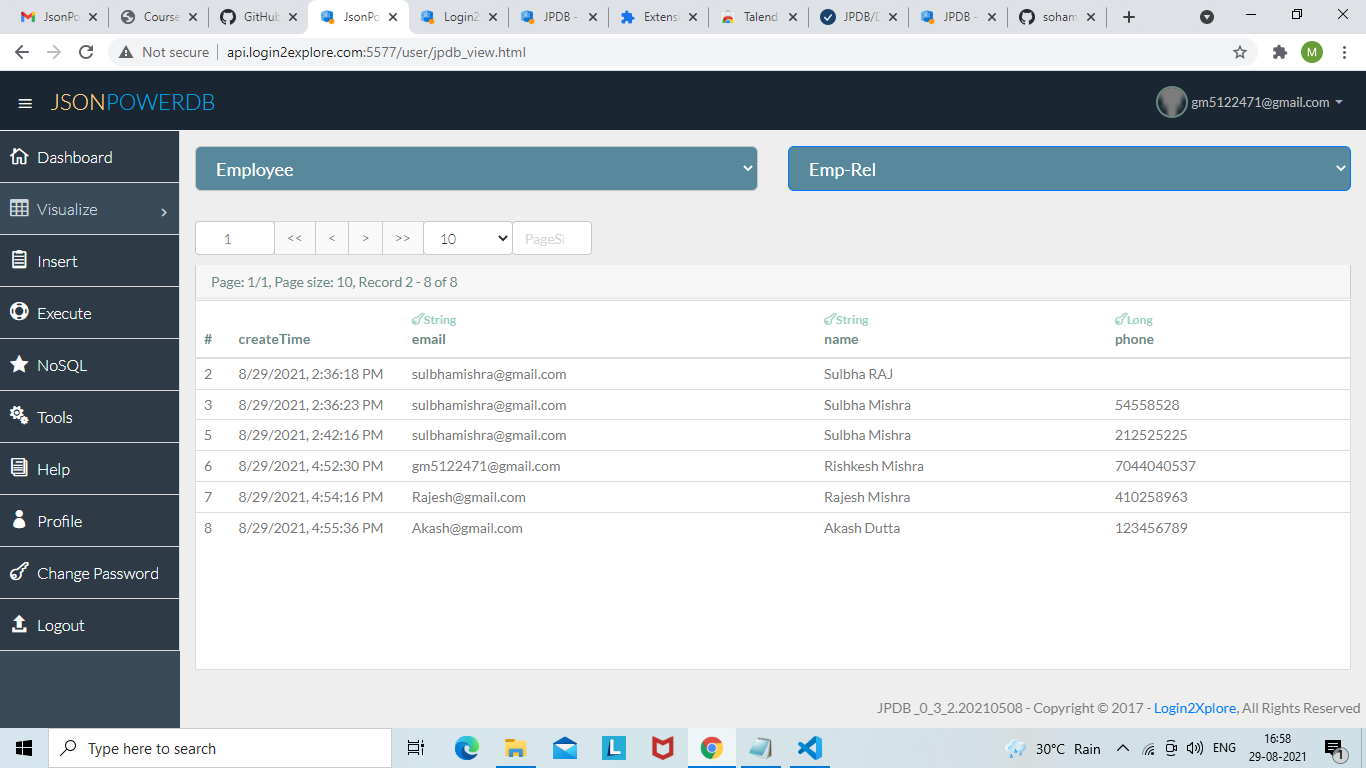 JsonPo
Course
GitHub
JsonPo
Login2
JPDB -
JPDB -
Extensi
Talend
JPDB/D
JPDB -
soham
Not secure
api.login2explore.com:5577/user/jpdb_view.html
M
JSONPOWERDB
gm5122471@gmail.com
Dashboard
Visualize
Insert
Execute
NoSQL
Tools
Help
Profile
Change Password
Logout
Employee
Emp-Rel
1 << < > >> 10 PageSi
Page: 1/1, Page size: 10, Record 2 - 8 of 8
String String Long
# createTime email name phone
2 8/29/2021, 2:36:18 PM sulbhamishra@gmail.com Sulbha RAJ
3 8/29/2021, 2:36:23 PM sulbhamishra@gmail.com Sulbha Mishra 54558528
5 8/29/2021, 2:42:16 PM sulbhamishra@gmail.com Sulbha Mishra 212525225
6 8/29/2021, 4:52:30 PM gm5122471@gmail.com Rishkesh Mishra 7044040537
7 8/29/2021, 4:54:16 PM Rajesh@gmail.com Rajesh Mishra 410258963
8 8/29/2021, 4:55:36 PM Akash@gmail.com Akash Dutta 123456789
JPDB _0_3_2.20210508 - Copyright © 2017 - Login2Xplore, All Rights Reserved
Type here to search
L
30°C Rain
ENG
16:58
29-08-2021
1